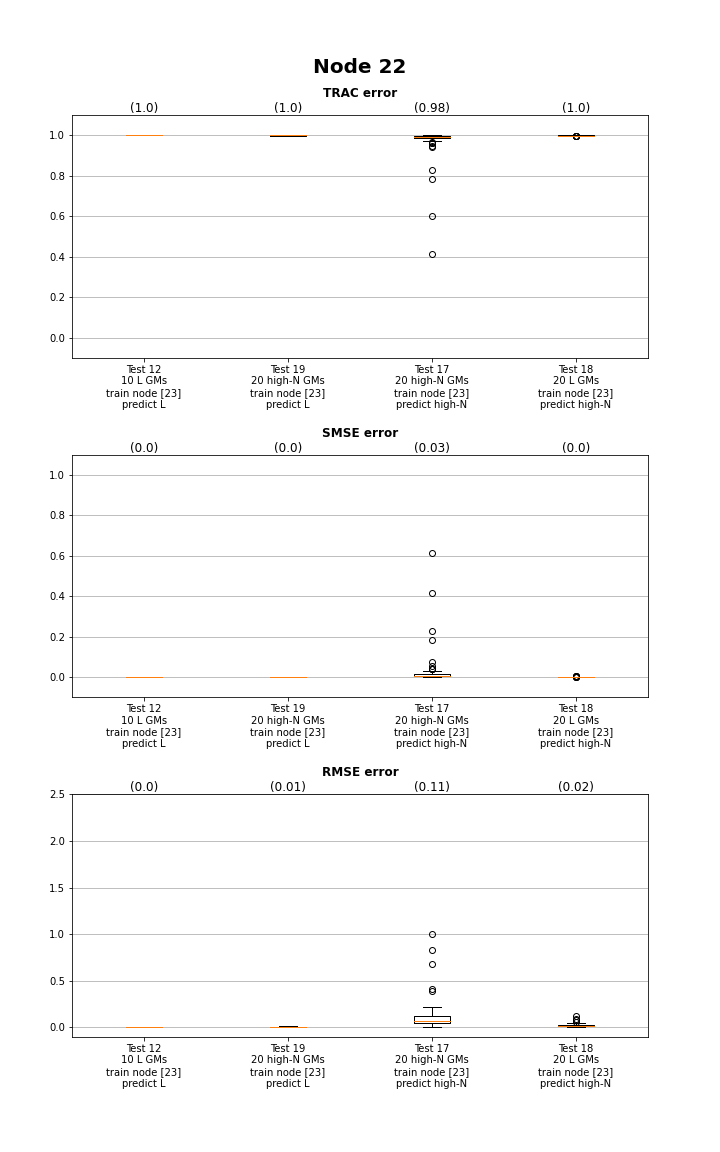 Node 22
TRAC error
(1.0) (1.0) (0.98) (1.0)
1.0
0.8
0.6
0.4
0.2
0.0
Test 12 Test 19 Test 17 Test 18
10 L GMs 20 high-N GMs 20 high-N GMs 20 L GMs
train node [23] train node [23] train node [23] train node [23]
predict L predict L predict high-N predict high-N
SMSE error
(0.0) (0.0) (0.03) (0.0)
1.0
0.8
0.6
0.4
0.2
0.0
Test 12 Test 19 Test 17 Test 18
10 L GMs 20 high-N GMs 20 high-N GMs 20 L GMs
train node [23] train node [23] train node [23] train node [23]
predict L predict L predict high-N predict high-N
RMSE error
(0.0) (0.01) (0.11) (0.02)
2.5
2.0
1.5
1.0
0.5
0.0
Test 12 Test 19 Test 17 Test 18
10 L GMs 20 high-N GMs 20 high-N GMs 20 L GMs
train node [23] train node [23] train node [23] train node [23]
predict L predict L predict high-N predict high-N